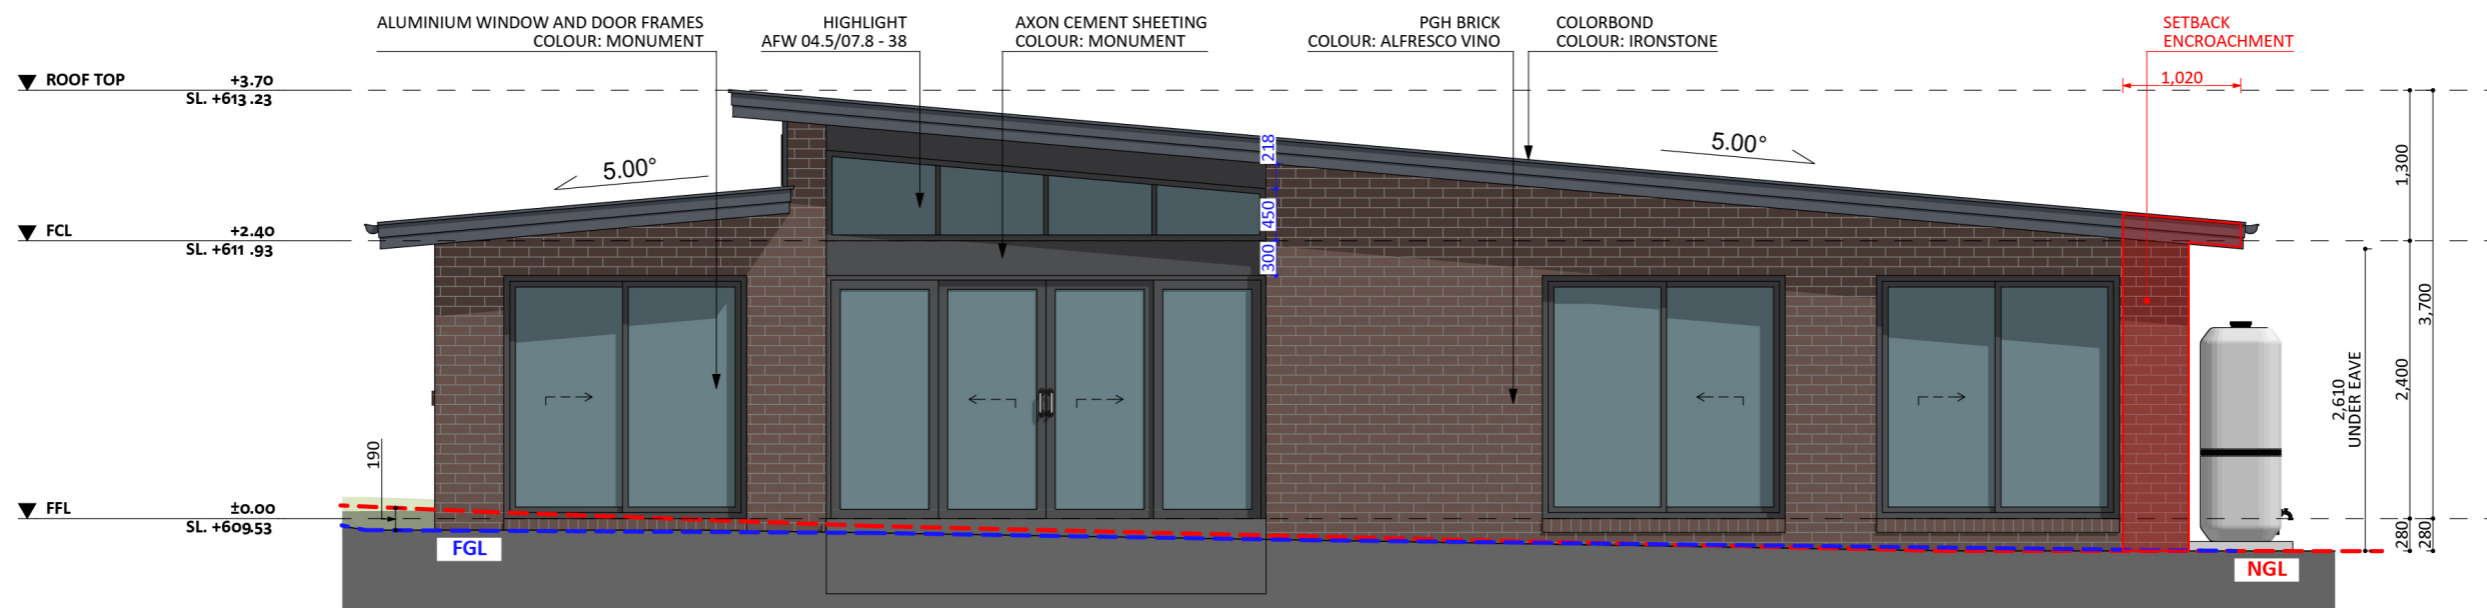 ALUMINIUM WINDOW AND DOOR FRAMES
COLOUR: MONUMENT
HIGHLIGHT
AFW 04.5/07.8 - 38
AXON CEMENT SHEETING
COLOUR: MONUMENT
PGH BRICK
COLOUR: ALFRESCO VINO
COLORBOND
COLOUR: IRONSTONE
SETBACK
ENCROACHMENT
1,020
ROOF TOP +3.70
SL. +613.23
5.00°
218
5.00°
1,300
FCL +2.40
SL. +611.93
450
300
3,700
2,400
2,610
UNDER EAVE
190
FFL ±0.00
SL. +609.53
280
280
FGL
NGL